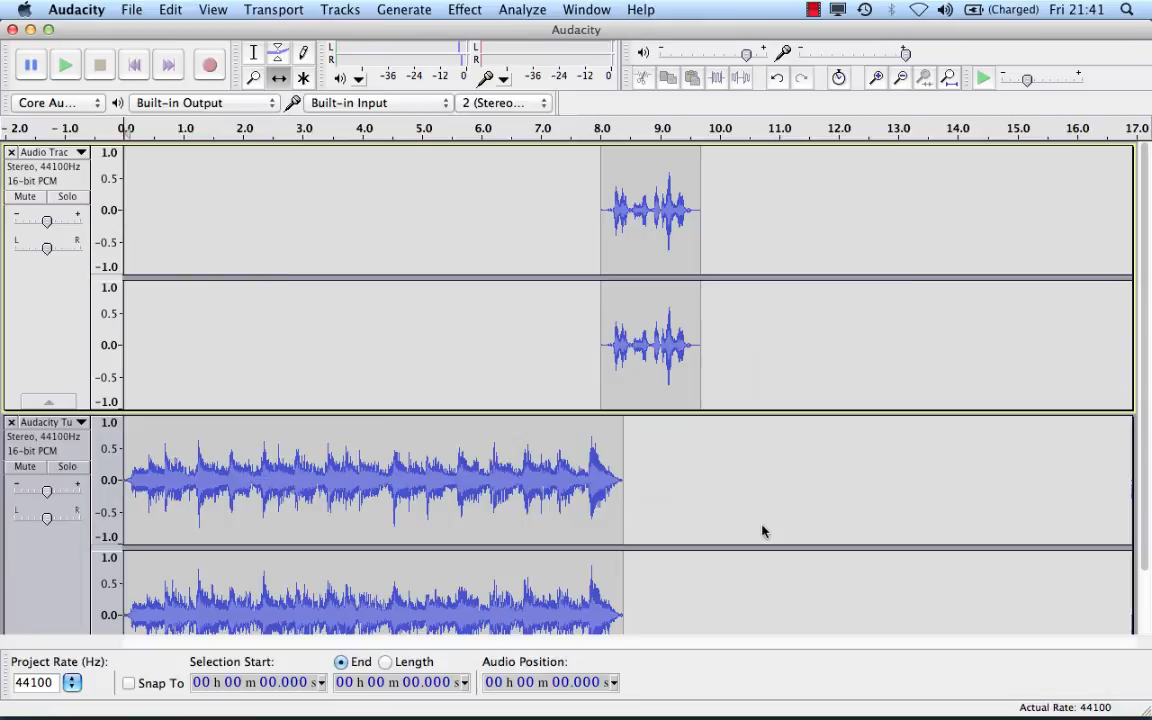 Audacity File Edit View Transport Tracks Generate Effect Analyze Window Help (Charged) Fri 21:41
Audacity
L R -36 -24 -12 0 L R -36 -24 -12 0
Core Au... Built-in Output Built-in Input 2 (Stereo...
- 2.0 - 1.0 0.0 1.0 2.0 3.0 4.0 5.0 6.0 7.0 8.0 9.0 10.0 11.0 12.0 13.0 14.0 15.0 16.0 17.0
Audio Trac
Stereo, 44100Hz
16-bit PCM
Mute Solo
- +
L R
1.0
0.5
0.0
-0.5
-1.0
1.0
0.5
0.0
-0.5
-1.0
Audacity Tu
Stereo, 44100Hz
16-bit PCM
Mute Solo
- +
L R
1.0
0.5
0.0
-0.5
-1.0
1.0
0.5
0.0
Project Rate (Hz): Selection Start: End Length Audio Position:
44100 Snap To 00 h 00 m 00.000 s 00 h 00 m 00.000 s 00 h 00 m 00.000 s
Actual Rate: 44100